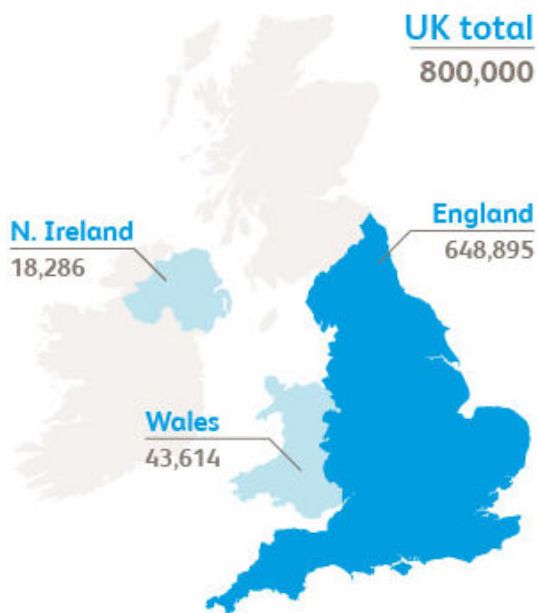 UK total
800,000
England
648,895
N. Ireland
18,286
Wales
43,614